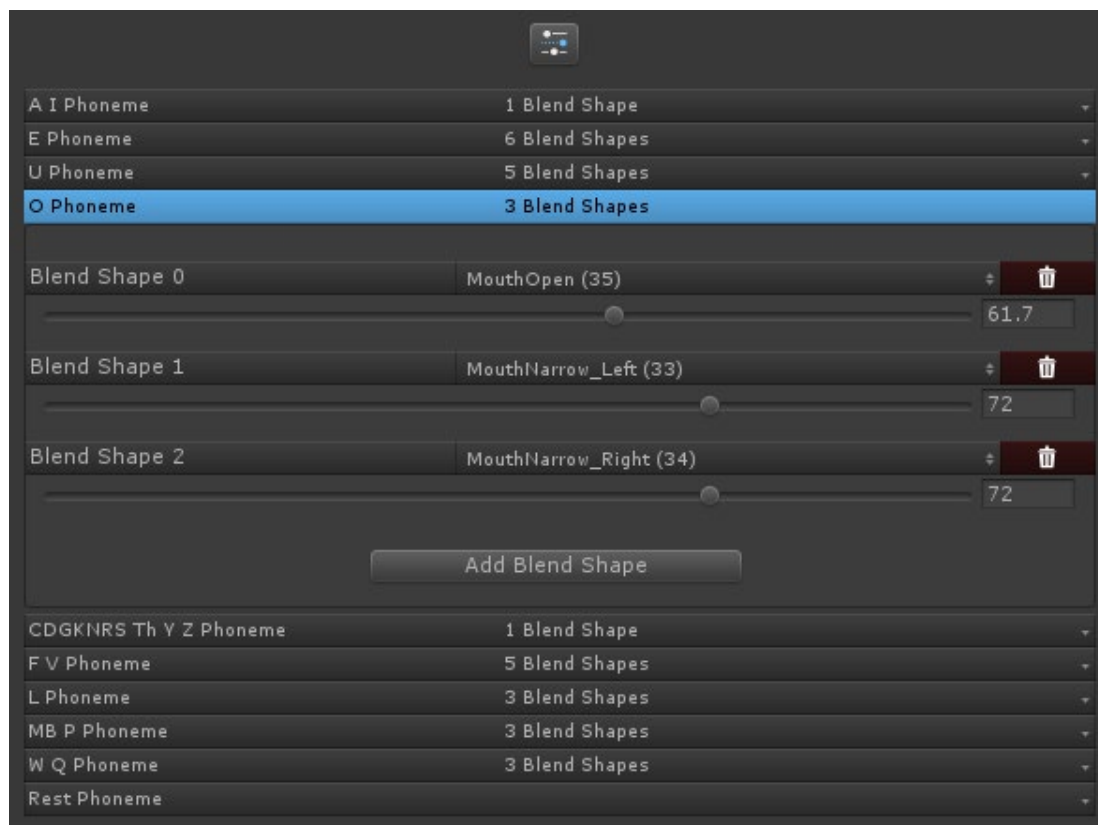 A I Phoneme 1 Blend Shape
E Phoneme 6 Blend Shapes
U Phoneme 5 Blend Shapes
O Phoneme 3 Blend Shapes
Blend Shape 0 MouthOpen (35)
61.7
Blend Shape 1 MouthNarrow_Left (33)
72
Blend Shape 2 MouthNarrow_Right (34)
72
Add Blend Shape
CDGKNRS Th Y Z Phoneme 1 Blend Shape
F V Phoneme 5 Blend Shapes
L Phoneme 3 Blend Shapes
MB P Phoneme 3 Blend Shapes
W Q Phoneme 3 Blend Shapes
Rest Phoneme